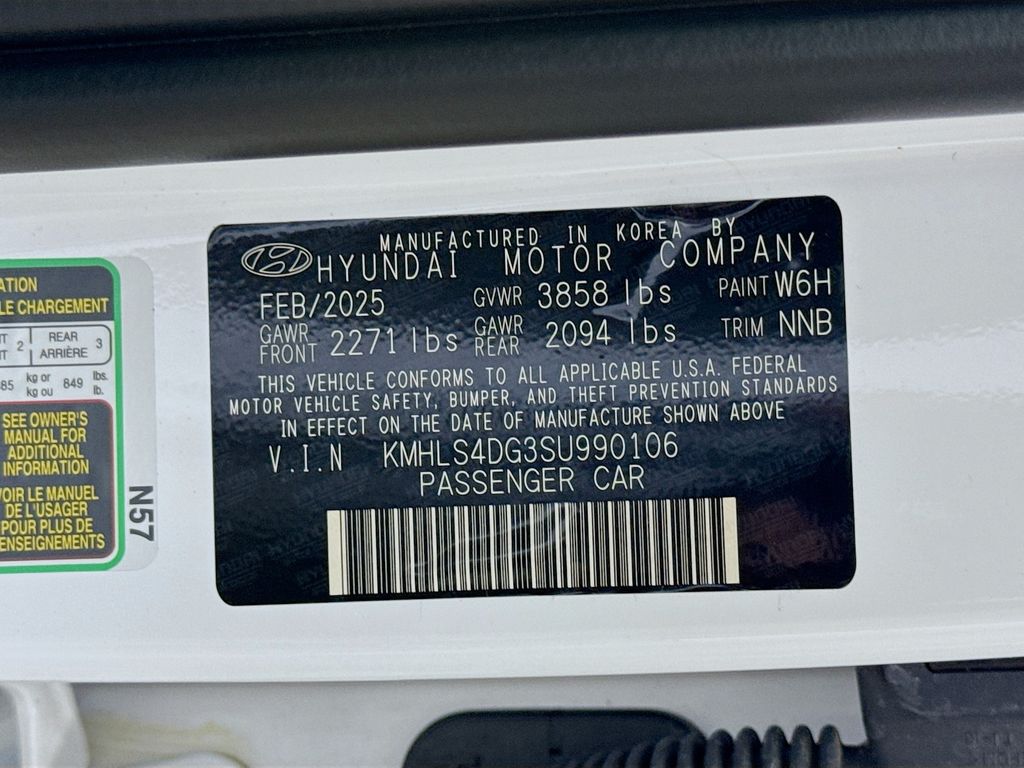 MANUFACTURED IN KOREA BY
HYUNDAI MOTOR COMPANY
FEB/2025 GVWR 3858 lbs PAINT W6H
GAWR FRONT 2271 lbs GAWR REAR 2094 lbs TRIM NNB
THIS VEHICLE CONFORMS TO ALL APPLICABLE U.S.A. FEDERAL
MOTOR VEHICLE SAFETY, BUMPER, AND THEFT PREVENTION STANDARDS
IN EFFECT ON THE DATE OF MANUFACTURE SHOWN ABOVE
V.I.N KMHLS4DG3SU990106
PASSENGER CAR
LE CHARGEMENT
2 REAR 3
ARRIÈRE
kg or 849 lbs.
kg ou lb.
SEE OWNER'S
MANUAL FOR
ADDITIONAL
INFORMATION
LE MANUEL
DE L'USAGER
POUR PLUS DE
N57